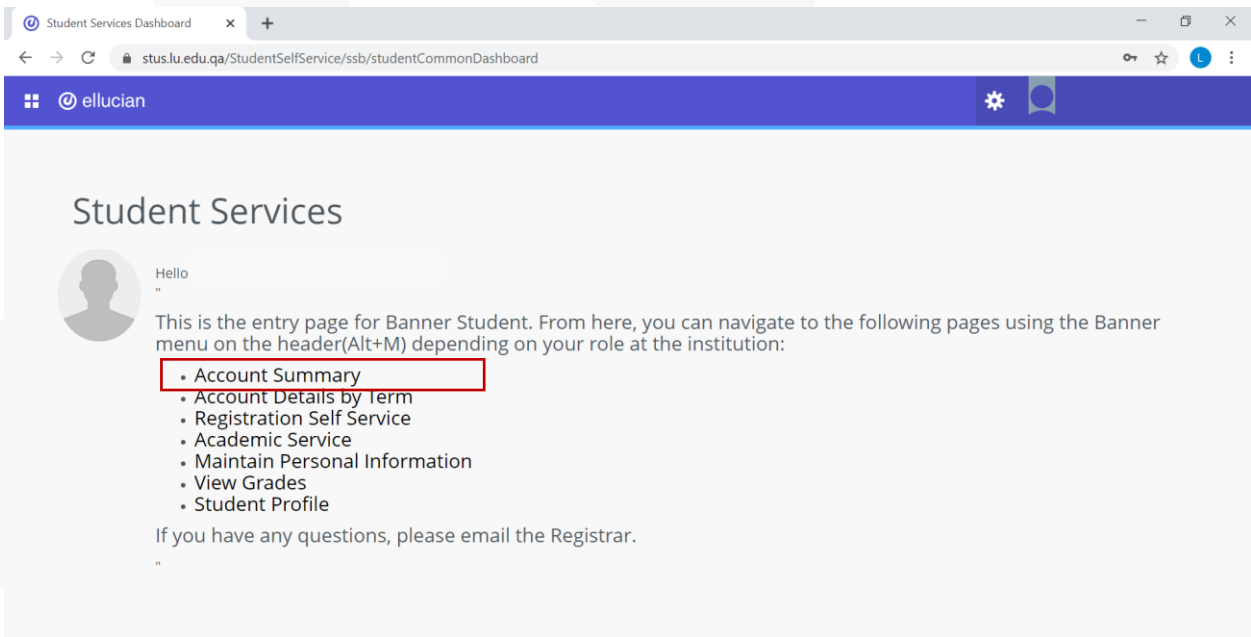 Student Services Dashboard
stus.lu.edu.qa/StudentSelfService/ssb/studentCommonDashboard
L
ellucian
Student Services
Hello
"
This is the entry page for Banner Student. From here, you can navigate to the following pages using the Banner
menu on the header(Alt+M) depending on your role at the institution:
• Account Summary
• Account Details by Term
• Registration Self Service
• Academic Service
• Maintain Personal Information
• View Grades
• Student Profile
If you have any questions, please email the Registrar.
"